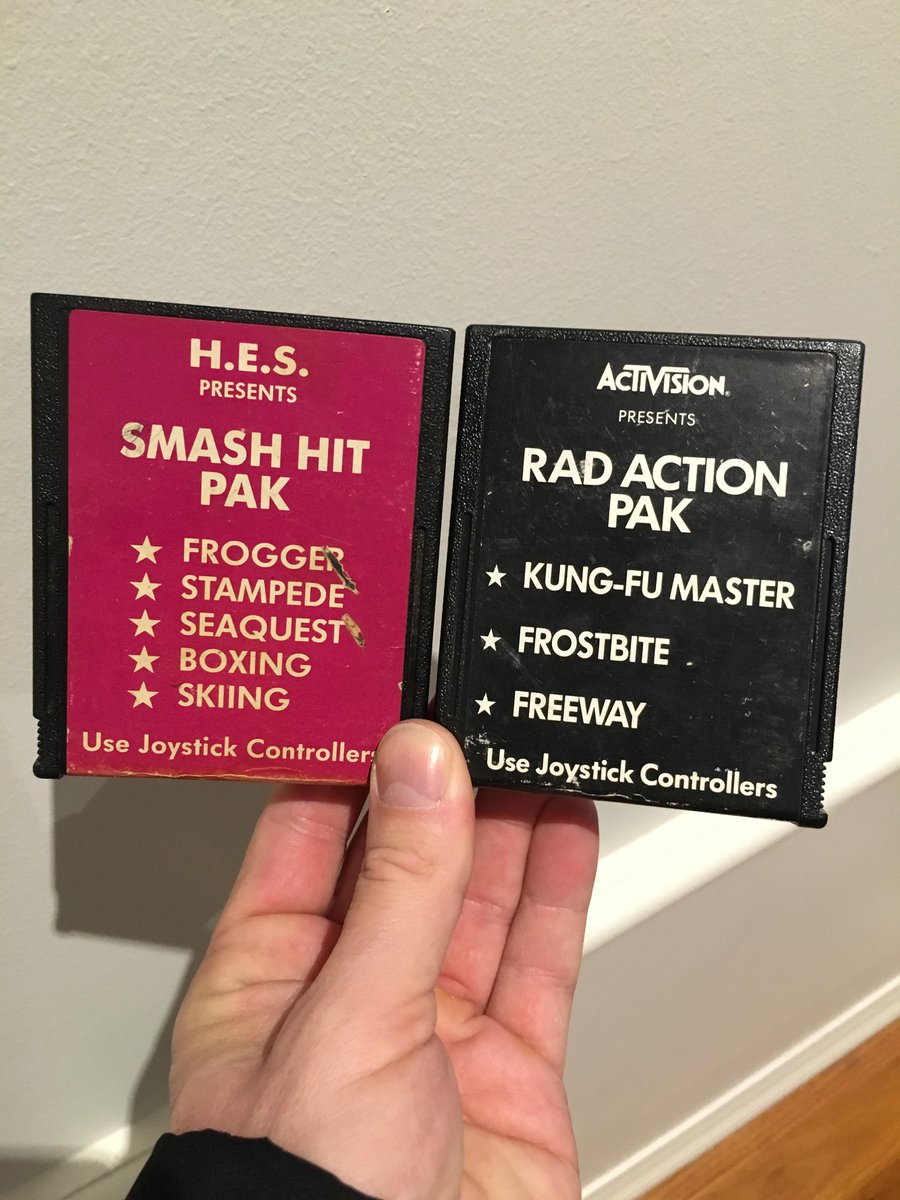 H.E.S.
PRESENTS
SMASH HIT
PAK
★ FROGGER
★ STAMPEDE
★ SEAQUEST
★ BOXING
★ SKIING
Use Joystick Controllers
ACTIVISION®
PRESENTS
RAD ACTION
PAK
★ KUNG-FU MASTER
★ FROSTBITE
★ FREEWAY
Use Joystick Controllers